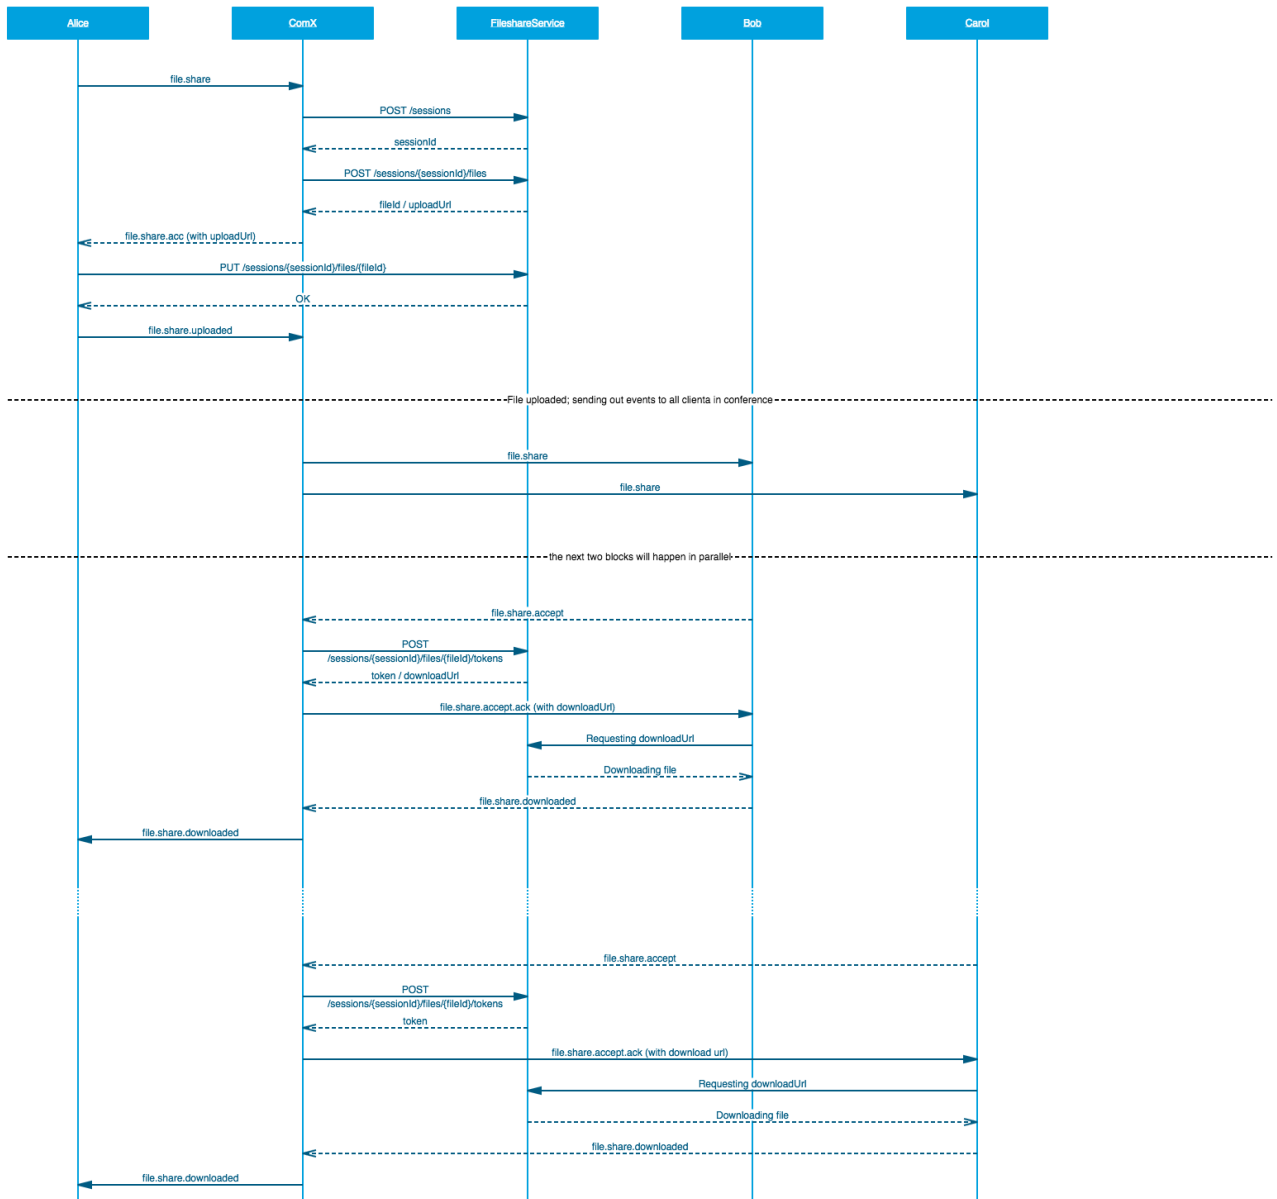 Alice
ComX
FileshareService
Bob
Carol
file.share
POST /sessions
sessionId
POST /sessions/{sessionId}/files
fileId / uploadUrl
file.share.acc (with uploadUrl)
PUT /sessions/{sessionId}/files/{fileId}
OK
file.share.uploaded
File uploaded; sending out events to all clienta in conference
file.share
file.share
the next two blocks will happen in parallel
file.share.accept
POST
/sessions/{sessionId}/files/{fileId}/tokens
token / downloadUrl
file.share.accept.ack (with downloadUrl)
Requesting downloadUrl
Downloading file
file.share.downloaded
file.share.downloaded
file.share.accept
POST
/sessions/{sessionId}/files/{fileId}/tokens
token
file.share.accept.ack (with download url)
Requesting downloadUrl
Downloading file
file.share.downloaded
file.share.downloaded